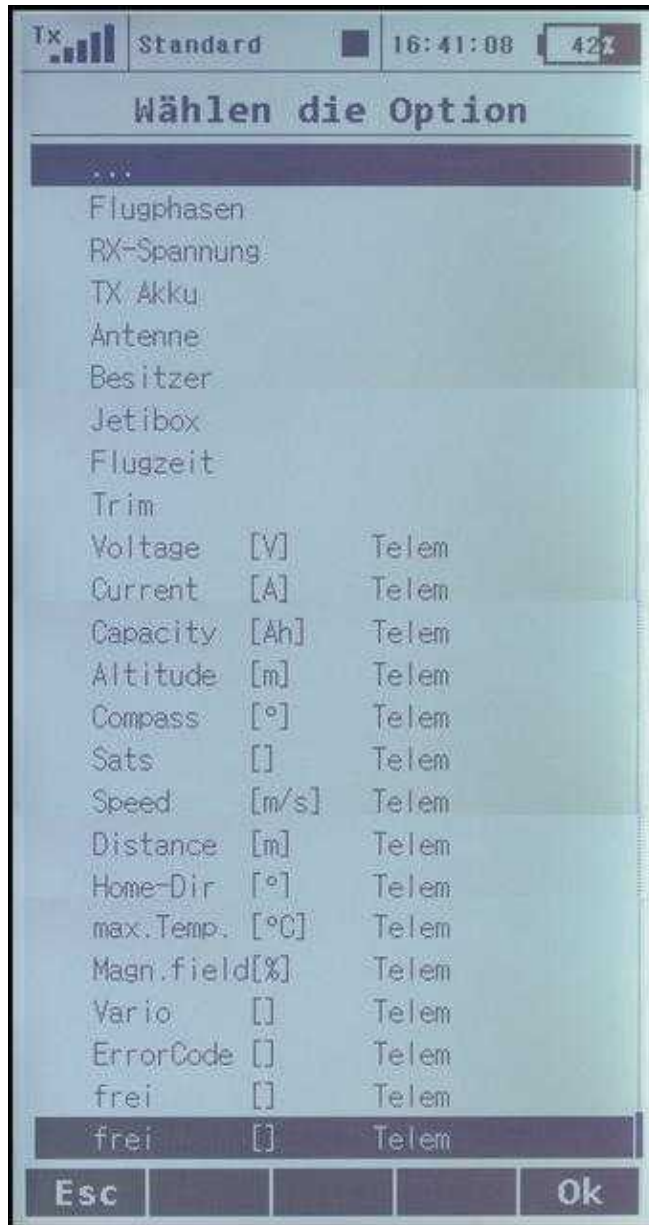 Tx Standard 16:41:08 42%
Wählen die Option
...
Flugphasen
RX-Spannung
TX Akku
Antenne
Besitzer
Jetibox
Flugzeit
Trim
Voltage [V] Telem
Current [A] Telem
Capacity [Ah] Telem
Altitude [m] Telem
Compass [°] Telem
Sats [] Telem
Speed [m/s] Telem
Distance [m] Telem
Home-Dir [°] Telem
max.Temp. [°C] Telem
Magn.field[%] Telem
Vario [] Telem
ErrorCode [] Telem
frei [] Telem
frei [] Telem
Esc Ok